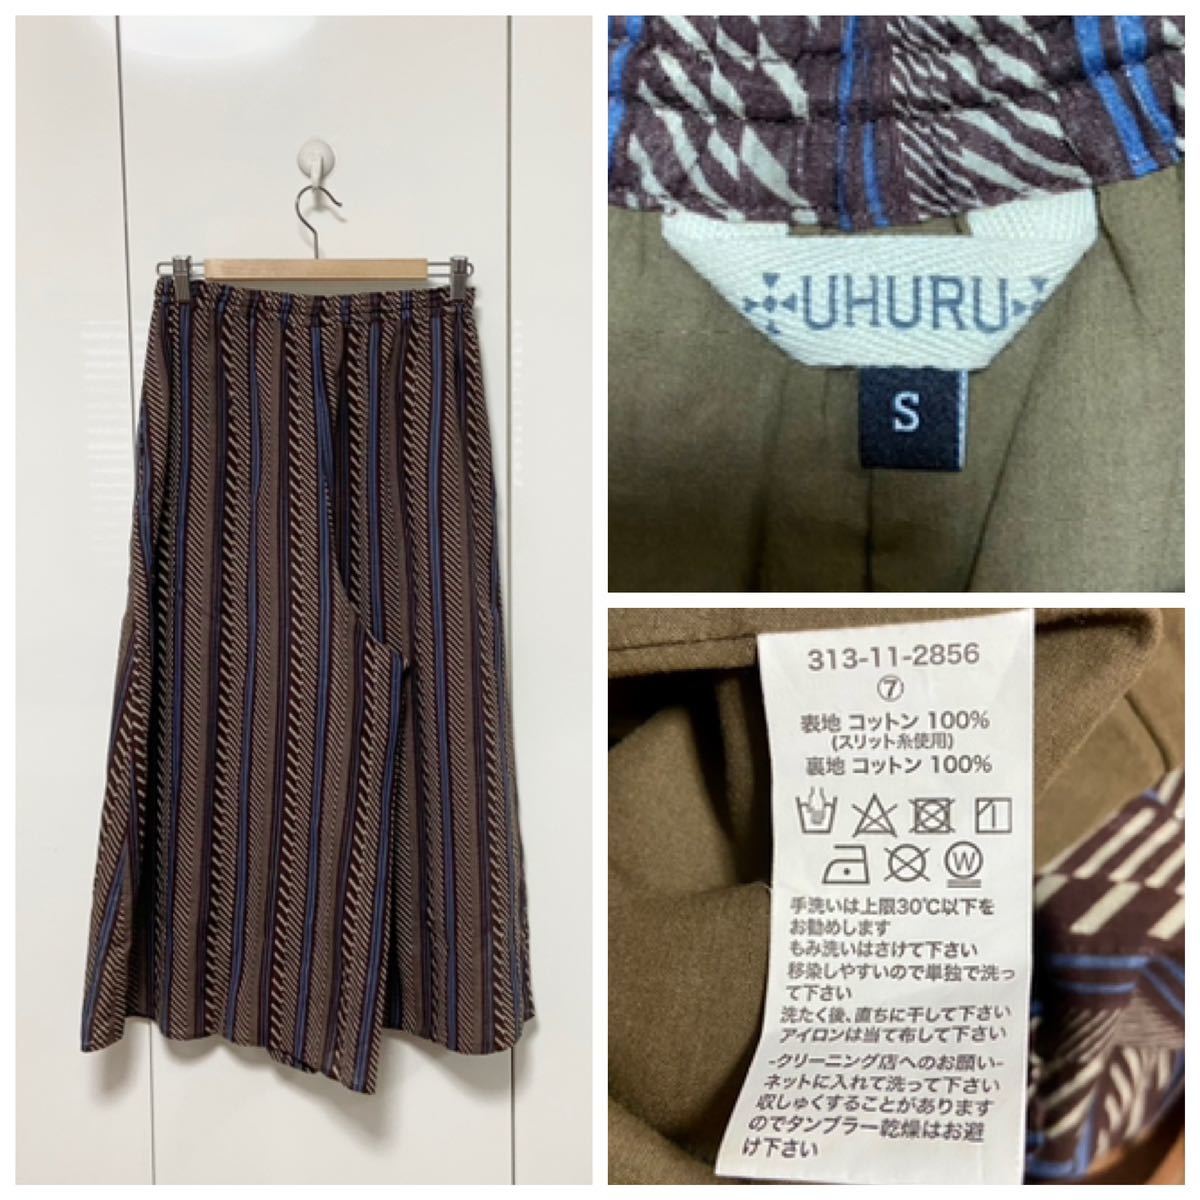 UHURU
S
313-11-2856
⑦
表地 コットン 100%
(スリット糸使用)
裏地 コットン 100%
W
手洗いは上限30℃以下を
お勧めします
もみ洗いはさけて下さい
移染しやすいので単独で洗っ
て下さい
洗たく後、直ちに干して下さい
アイロンは当て布して下さい
-クリーニング店へのお願い-
ネットに入れて洗って下さい
収しゅくすることがあります
のでタンブラー乾燥はお避
け下さい